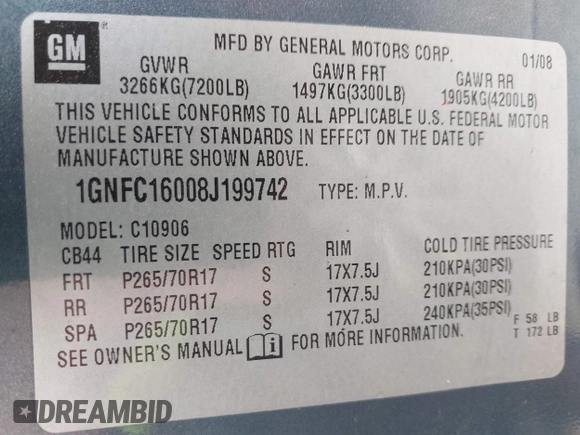 GM
MFD BY GENERAL MOTORS CORP. 01/08
GVWR GAWR FRT GAWR RR
3266KG(7200LB) 1497KG(3300LB) 1905KG(4200LB)
THIS VEHICLE CONFORMS TO ALL APPLICABLE U.S. FEDERAL MOTOR
VEHICLE SAFETY STANDARDS IN EFFECT ON THE DATE OF
MANUFACTURE SHOWN ABOVE.
1GNFC16008J199742 TYPE: M.P.V.
MODEL: C10906
CB44 TIRE SIZE SPEED RTG RIM COLD TIRE PRESSURE
FRT P265/70R17 S 17X7.5J 210KPA(30PSI)
RR P265/70R17 S 17X7.5J 210KPA(30PSI)
SPA P265/70R17 S 17X7.5J 240KPA(35PSI) F 58 LB
SEE OWNER'S MANUAL i FOR MORE INFORMATION. T 172 LB
DREAMBID